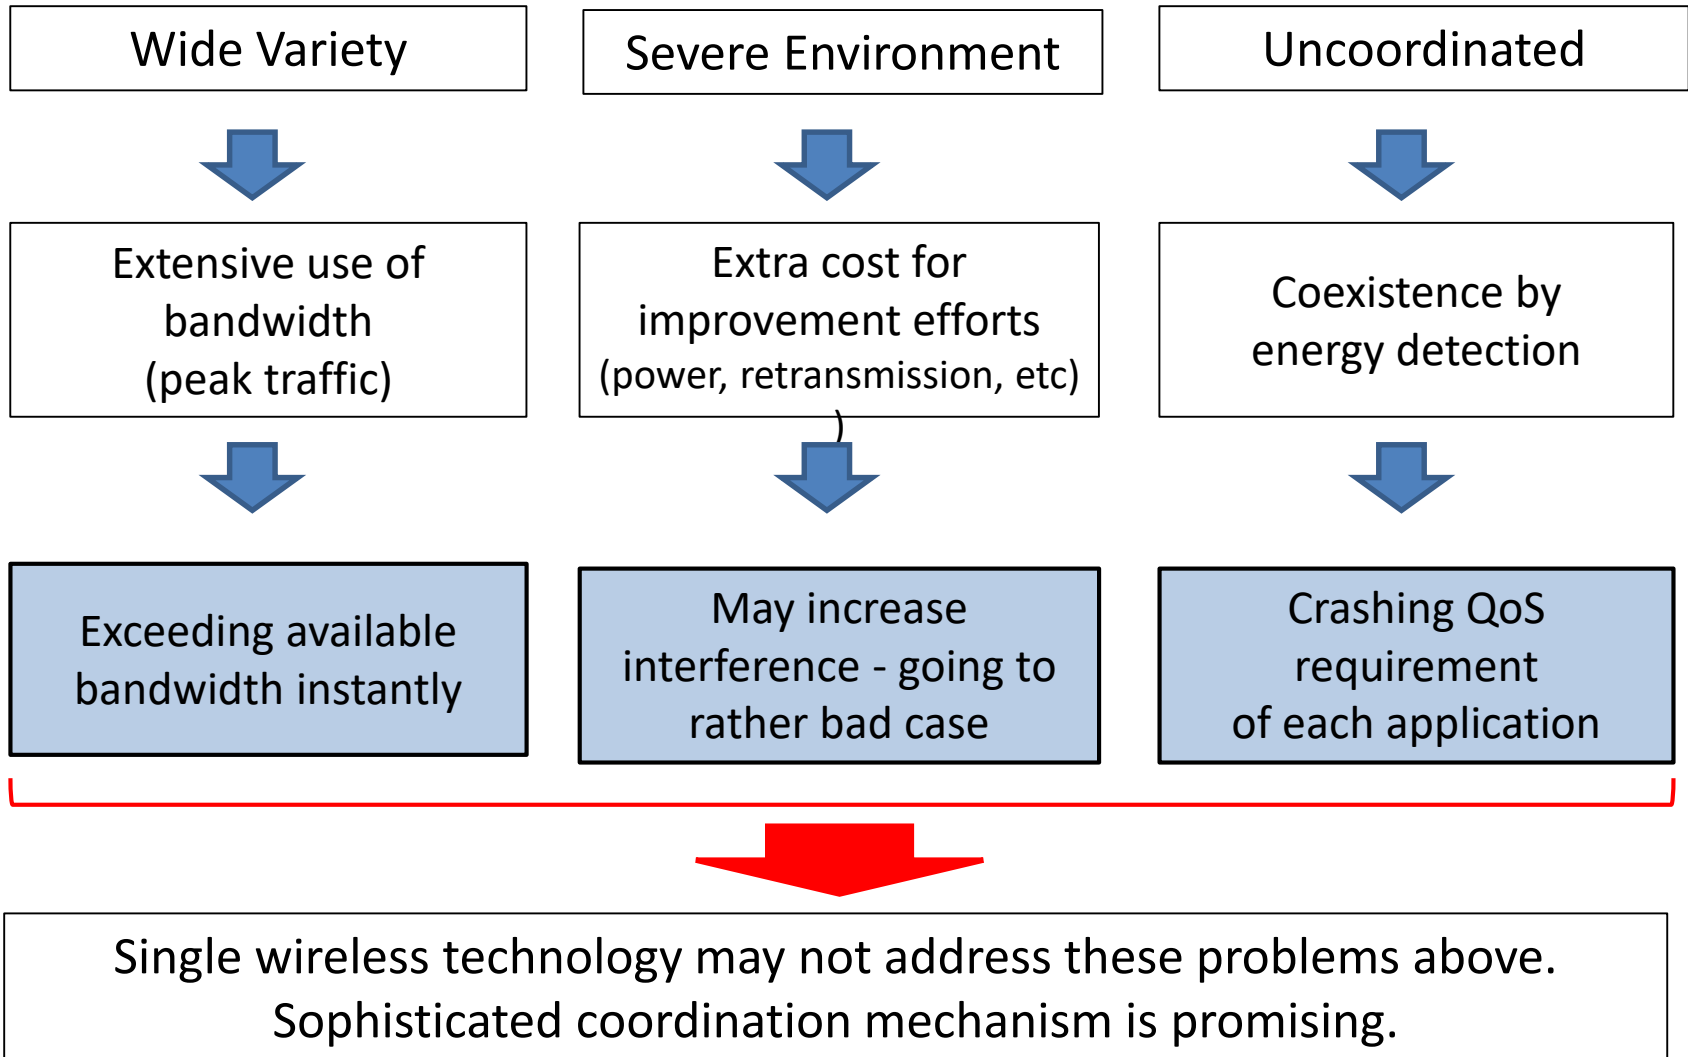 Wide Variety
Severe Environment
Uncoordinated
Extensive use of
bandwidth
(peak traffic)
Extra cost for
improvement efforts
(power, retransmission, etc)
)
Coexistence by
energy detection
Exceeding available
bandwidth instantly
May increase
interference - going to
rather bad case
Crashing QoS
requirement
of each application
Single wireless technology may not address these problems above.
Sophisticated coordination mechanism is promising.